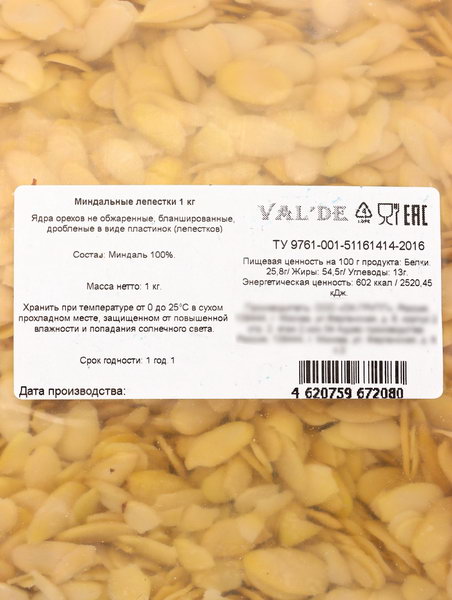 Миндальные лепестки 1 кг
Ядра орехов не обжаренные, бланшированные,
дробленые в виде пластинок (лепестков)
Состав: Миндаль 100%.
Масса нетто: 1 кг.
Хранить при температуре от 0 до 25°C в сухом
прохладном месте, защищенном от повышенной
влажности и попадания солнечного света.
Срок годности: 1 год 1
Дата производства:
VAL'DE
EAC
ТУ 9761-001-51161414-2016
Пищевая ценность на 100 г продукта: Белки:
25,8г/ Жиры: 54,5г/ Углеводы: 13г.
Энергетическая ценность: 602 ккал / 2520,45
кДж.
4 620759 672080